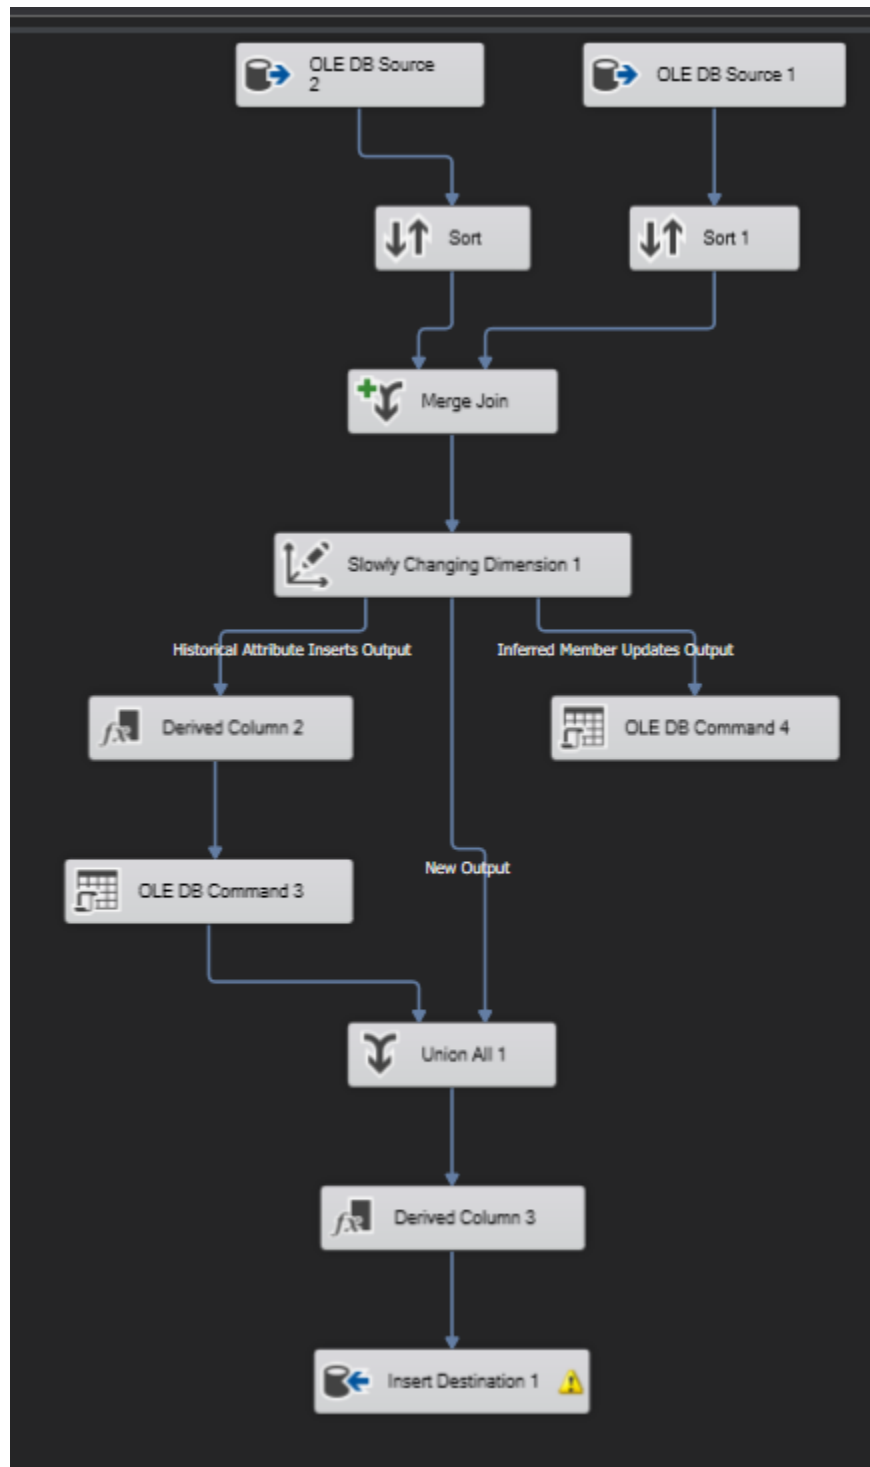 OLE DB Source
2
OLE DB Source 1
Sort
Sort 1
Merge Join
Slowly Changing Dimension 1
Historical Attribute Inserts Output
Inferred Member Updates Output
Derived Column 2
OLE DB Command 4
New Output
OLE DB Command 3
Union All 1
Derived Column 3
Insert Destination 1